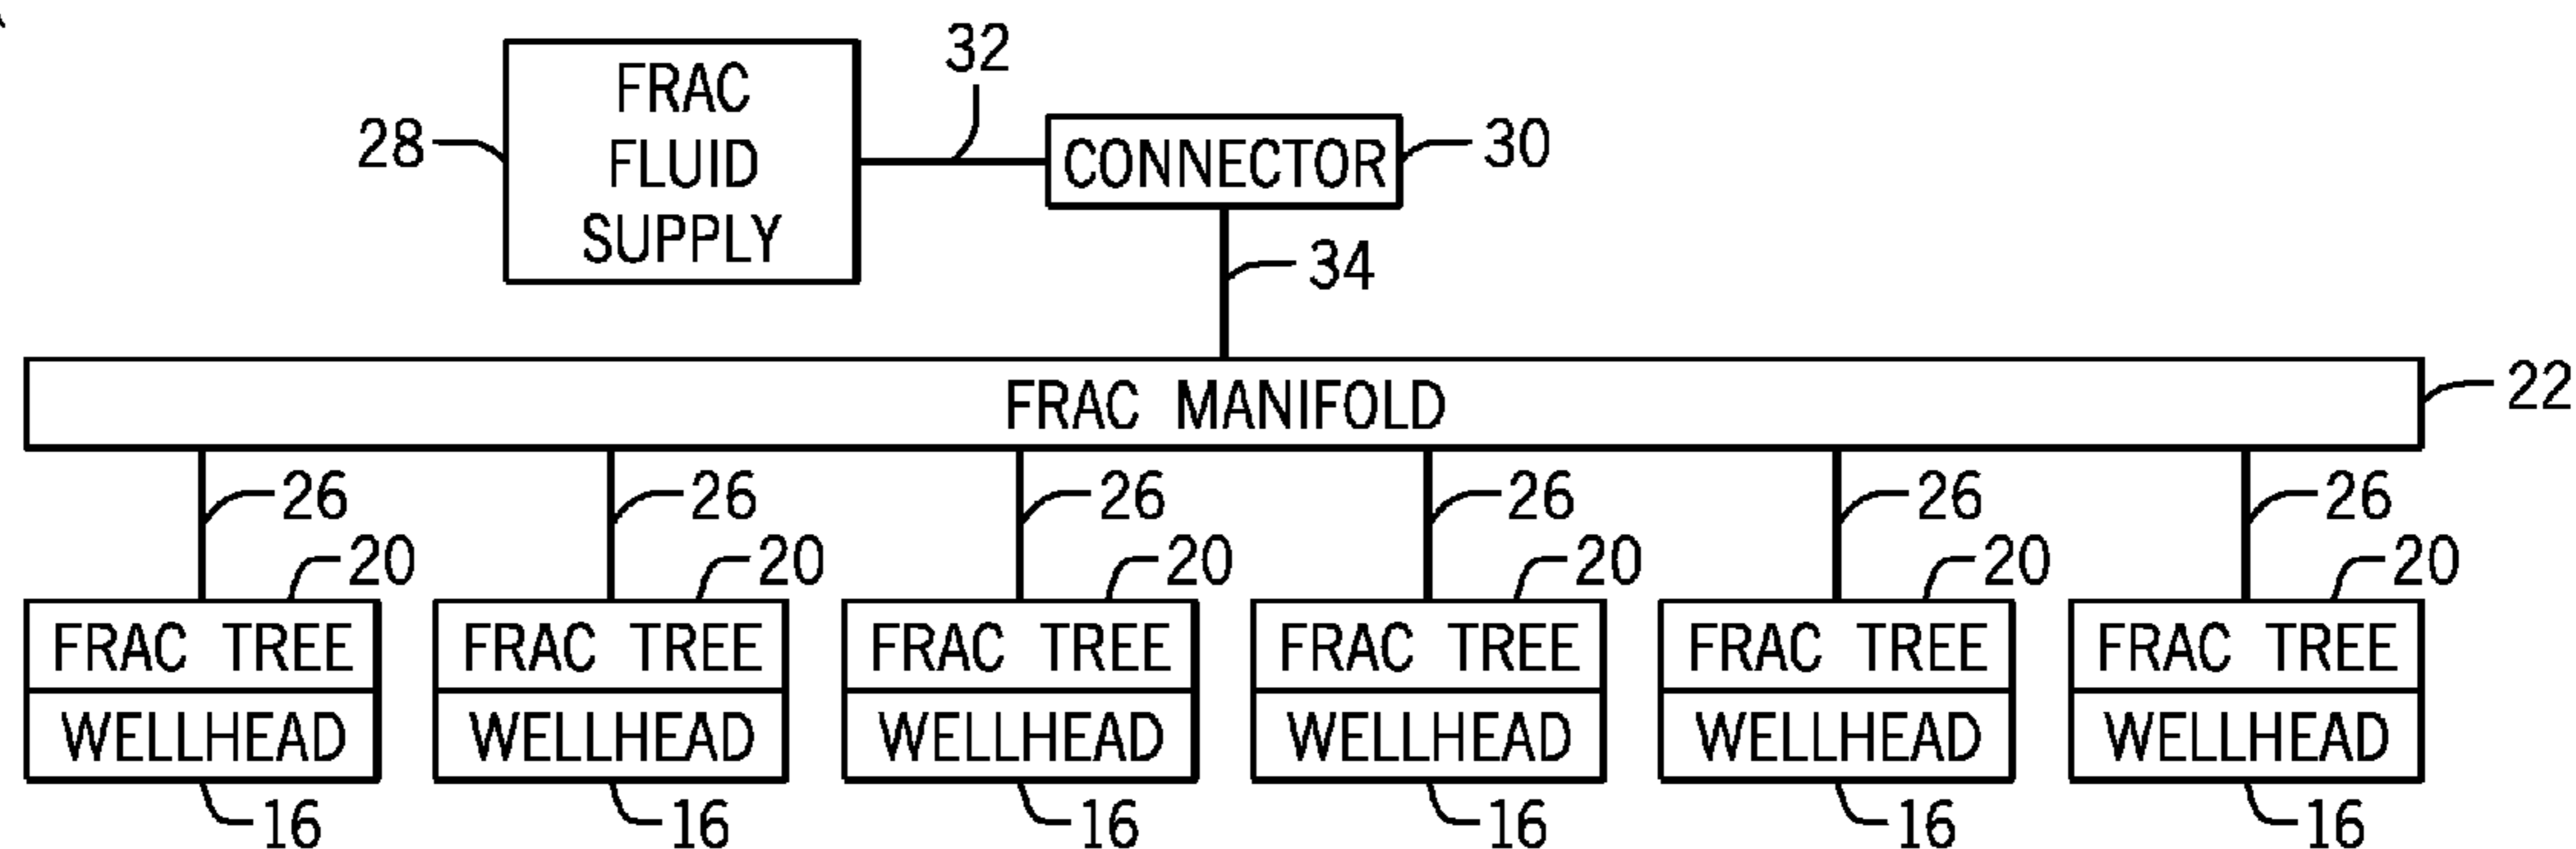 32
FRAC
FLUID
SUPPLY
28
CONNECTOR
30
34
FRAC MANIFOLD
22
26 26 26 26 26 26
20 20 20 20 20 20
FRAC TREE FRAC TREE FRAC TREE FRAC TREE FRAC TREE FRAC TREE
WELLHEAD WELLHEAD WELLHEAD WELLHEAD WELLHEAD WELLHEAD
16 16 16 16 16 16